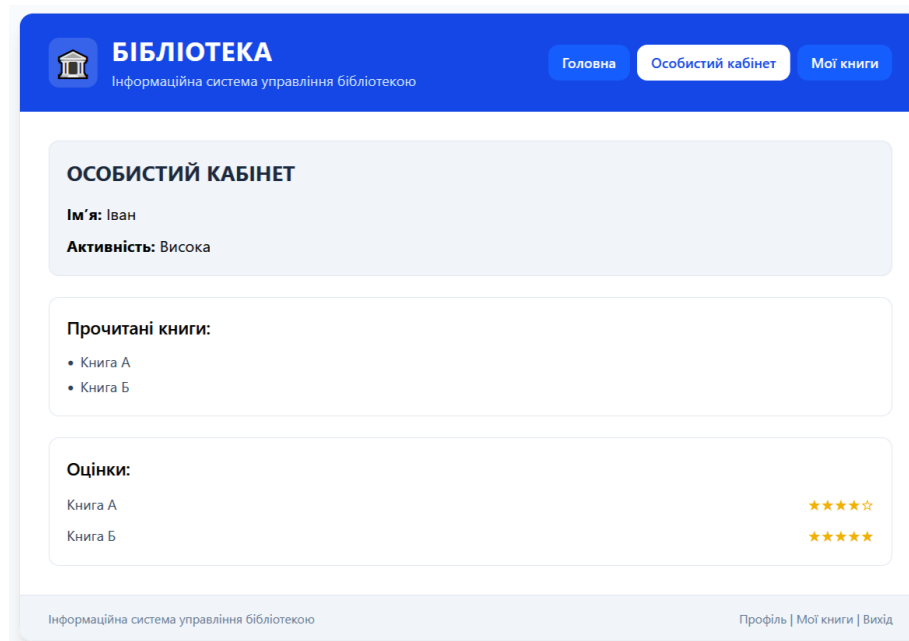 БІБЛІОТЕКА
Інформаційна система управління бібліотекою
Головна
Особистий кабінет
Мої книги
ОСОБИСТИЙ КАБІНЕТ
Ім’я: Іван
Активність: Висока
Прочитані книги:
• Книга А
• Книга Б
Оцінки:
Книга А ★★★★☆
Книга Б ★★★★★
Інформаційна система управління бібліотекою
Профіль | Мої книги | Вихід